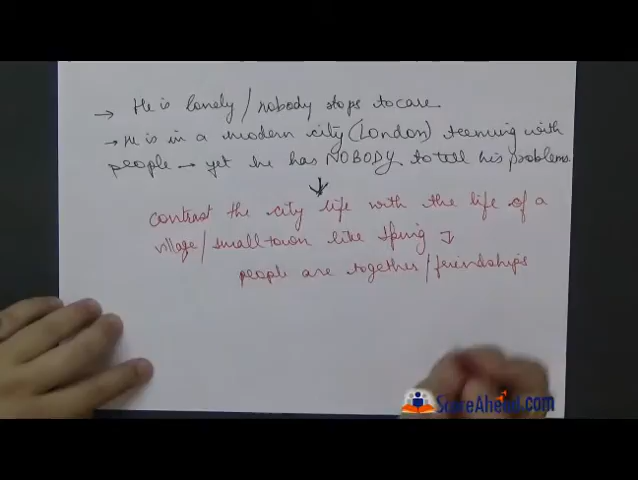 → He is lonely / nobody stops to care
→ He is in a modern city (London) teeming with
people → yet he has NOBODY to tell his problems.
↓
contrast the city life with the life of a
village / small town like Iping ↴
people are together / friendships
ScoreAhead.com